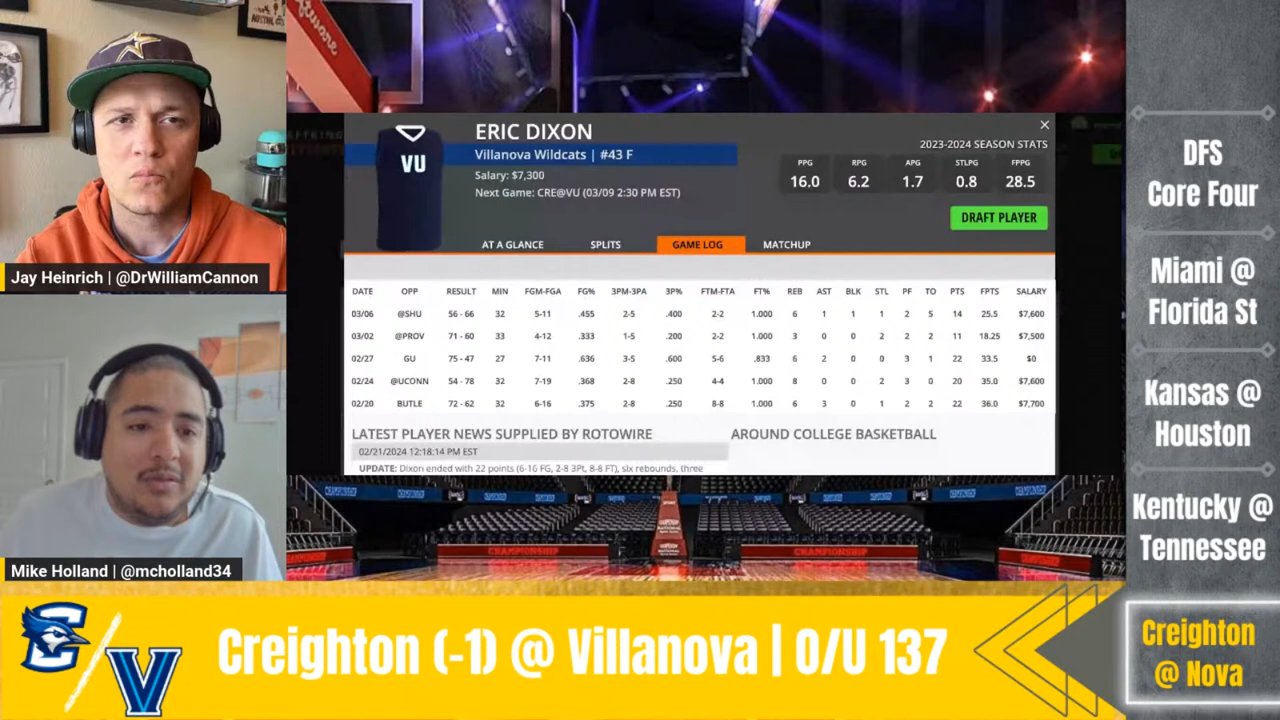 ERIC DIXON
Villanova Wildcats | #43 F
Salary: $7,300
Next Game: CRE@VU (03/09 2:30 PM EST)
VU
2023-2024 SEASON STATS
PPG RPG APG STLPG FPPG
16.0 6.2 1.7 0.8 28.5
DRAFT PLAYER
AT A GLANCE SPLITS GAME LOG MATCHUP
DATE OPP RESULT MIN FGM-FGA FG% 3PM-3PA 3P% FTM-FTA FT% REB AST BLK STL PF TO PTS FPTS SALARY
03/06 @SHU 56 - 66 32 5-11 .455 2-5 .400 2-2 1.000 6 1 1 1 2 5 14 25.5 $7,600
03/02 @PROV 71 - 60 33 4-12 .333 1-5 .200 2-2 1.000 3 0 0 2 2 2 11 18.25 $7,500
02/27 GU 75 - 47 27 7-11 .636 3-5 .600 5-6 .833 6 2 0 0 3 1 22 33.5 $0
02/24 @UCONN 54 - 78 32 7-19 .368 2-8 .250 4-4 1.000 8 0 0 2 3 0 20 35.0 $7,600
02/20 BUTLE 72 - 62 32 6-16 .375 2-8 .250 8-8 1.000 6 3 0 1 2 2 22 36.0 $7,700
LATEST PLAYER NEWS SUPPLIED BY ROTOWIRE
02/21/2024 12:18:14 PM EST
UPDATE: Dixon ended with 22 points (6-16 FG, 2-8 3Pt, 8-8 FT), six rebounds, three
AROUND COLLEGE BASKETBALL
CHAMPIONSHIP
CHAMPIONSHIP
Jay Heinrich | @DrWilliamCannon
Mike Holland | @mcholland34
DFS
Core Four
Miami @
Florida St
Kansas @
Houston
Kentucky @
Tennessee
Creighton
@ Nova
V
Creighton (-1) @ Villanova | O/U 137